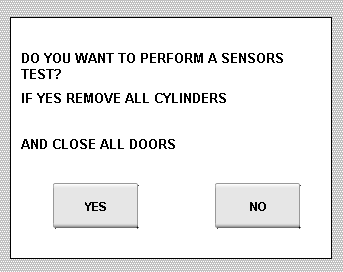 DO YOU WANT TO PERFORM A SENSORS
TEST?
IF YES REMOVE ALL CYLINDERS
AND CLOSE ALL DOORS
YES NO